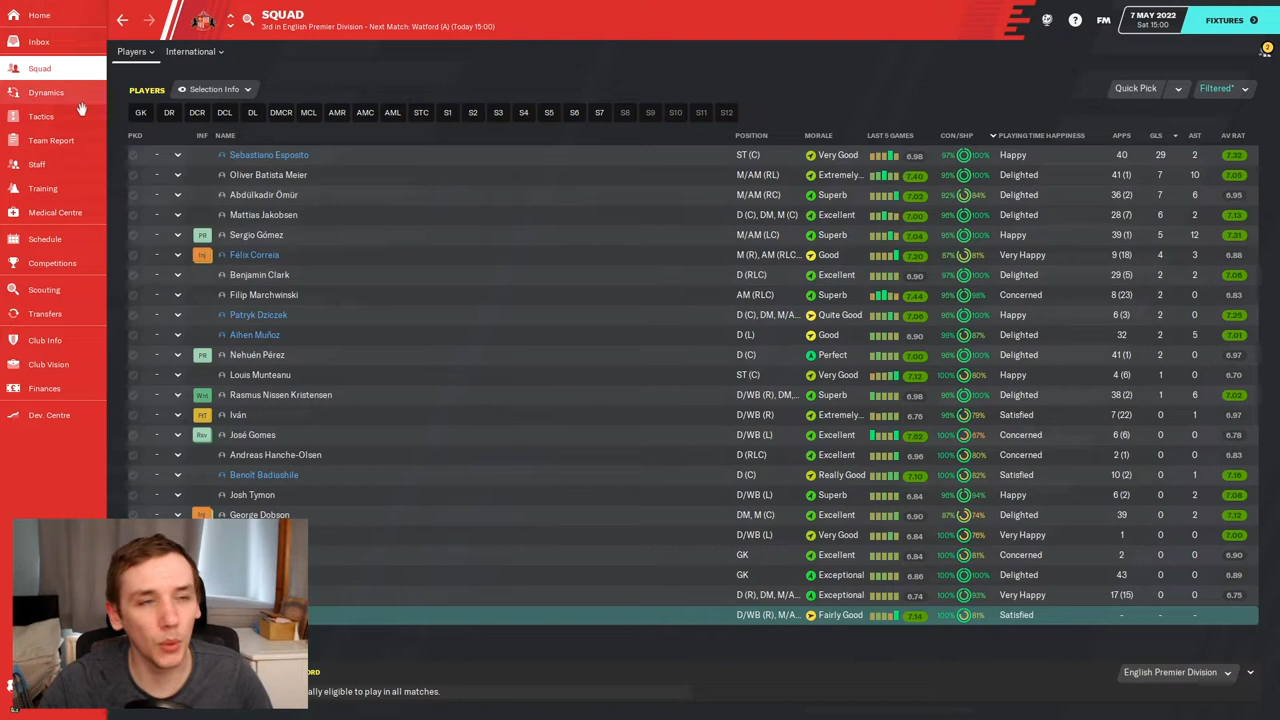 Home
Inbox
Squad
Dynamics
Tactics
Team Report
Staff
Training
Medical Centre
Schedule
Competitions
Scouting
Transfers
Club Info
Club Vision
Finances
Dev. Centre
SQUAD
3rd in English Premier Division - Next Match: Watford (A) (Today 15:00)
FM
7 MAY 2022
Sat 15:00
FIXTURES
2
Players
International
PLAYERS
Selection Info
Quick Pick
Filtered*
GK DR DCR DCL DL DMCR MCL AMR AMC AML STC S1 S2 S3 S4 S5 S6 S7 S8 S9 S10 S11 S12
PKD INF NAME POSITION MORALE LAST 5 GAMES CON/SHP PLAYING TIME HAPPINESS APPS GLS AST AV RAT
- Sebastiano Esposito ST (C) Very Good 6.98 97% 100% Happy 40 29 2 7.32
- Oliver Batista Meier M/AM (RL) Extremely... 7.40 95% 100% Delighted 41 (1) 7 10 7.05
- Abdülkadir Ömür M/AM (RC) Superb 7.02 92% 84% Delighted 36 (2) 7 6 6.95
- Mattias Jakobsen D (C), DM, M (C) Excellent 7.00 96% 100% Delighted 28 (7) 6 2 7.13
- PR Sergio Gómez M/AM (LC) Superb 7.04 95% 100% Happy 39 (1) 5 12 7.31
- Inj Félix Correia M (R), AM (RL... Good 7.20 87% 81% Very Happy 9 (18) 4 3 6.88
- Benjamin Clark D (RLC) Excellent 6.90 97% 100% Delighted 29 (5) 2 2 7.06
- Filip Marchwinski AM (RLC) Superb 7.44 95% 98% Concerned 8 (23) 2 0 6.83
- Patryk Dziczek D (C), DM, M/A... Quite Good 7.06 96% 100% Happy 6 (3) 2 0 7.25
- Aihen Muñoz D (L) Good 6.90 99% 87% Delighted 32 2 5 7.01
- PR Nehuén Pérez D (C) Perfect 7.00 96% 100% Delighted 41 (1) 2 0 6.97
- Louis Munteanu ST (C) Very Good 7.12 100% 80% Happy 4 (6) 1 0 6.70
- Wnt Rasmus Nissen Kristensen D/WB (R), DM,... Superb 6.98 96% 100% Delighted 38 (2) 1 6 7.02
- FtT Iván D/WB (R) Extremely... 6.76 96% 79% Satisfied 7 (22) 0 1 6.97
- Rsv José Gomes D/WB (L) Excellent 7.02 100% 67% Concerned 6 (6) 0 0 6.78
- Andreas Hanche-Olsen D (RLC) Excellent 6.96 100% 80% Concerned 2 (1) 0 0 6.83
- Benoît Badiashile D (C) Really Good 7.10 100% 82% Satisfied 10 (2) 0 1 7.16
- Josh Tymon D/WB (L) Superb 6.84 96% 94% Happy 6 (2) 0 0 7.08
- Inj George Dobson DM, M (C) Excellent 6.90 87% 74% Delighted 39 0 2 7.12
D/WB (L) Very Good 6.84 100% 76% Very Happy 1 0 0 7.00
GK Excellent 6.84 100% 81% Concerned 2 0 0 6.90
GK Exceptional 6.86 100% 100% Delighted 43 0 0 6.89
D (R), DM, M/A... Exceptional 6.74 100% 93% Very Happy 17 (15) 0 0 6.75
D/WB (R), M/A... Fairly Good 7.14 100% 81% Satisfied - - -
ORD
English Premier Division
ally eligible to play in all matches.